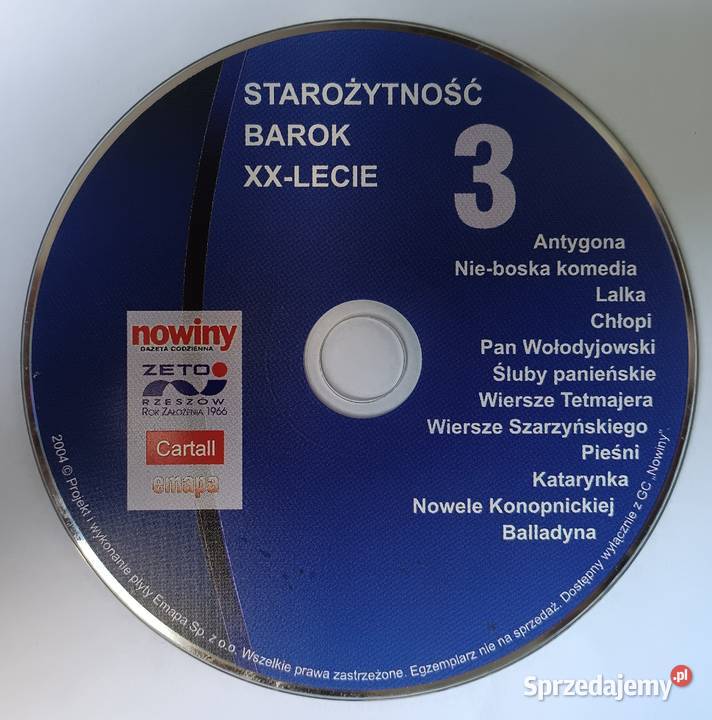 STAROŻYTNOŚĆ
BAROK
XX-LECIE
3
Antygona
Nie-boska komedia
Lalka
Chłopi
Pan Wołodyjowski
Śluby panieńskie
Wiersze Tetmajera
Wiersze Szarzyńskiego
Pieśni
Katarynka
Nowele Konopnickiej
Balladyna
nowiny
GAZETA CODZIENNA
ZETO
RZESZÓW
ROK ZAŁOŻENIA 1966
Cartall
emapa
2004 © Projekt i wykonanie płyty Emapa Sp. z o.o. Wszelkie prawa zastrzeżone. Egzemplarz nie na sprzedaż. Dostępny wyłącznie z GC „Nowiny”
Sprzedajemy.pl